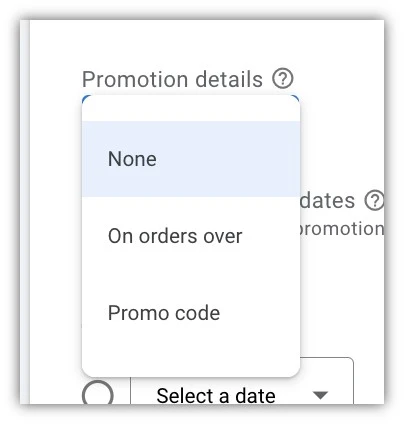 Promotion details
None
dates
On orders over
promotion
Promo code
Select a date